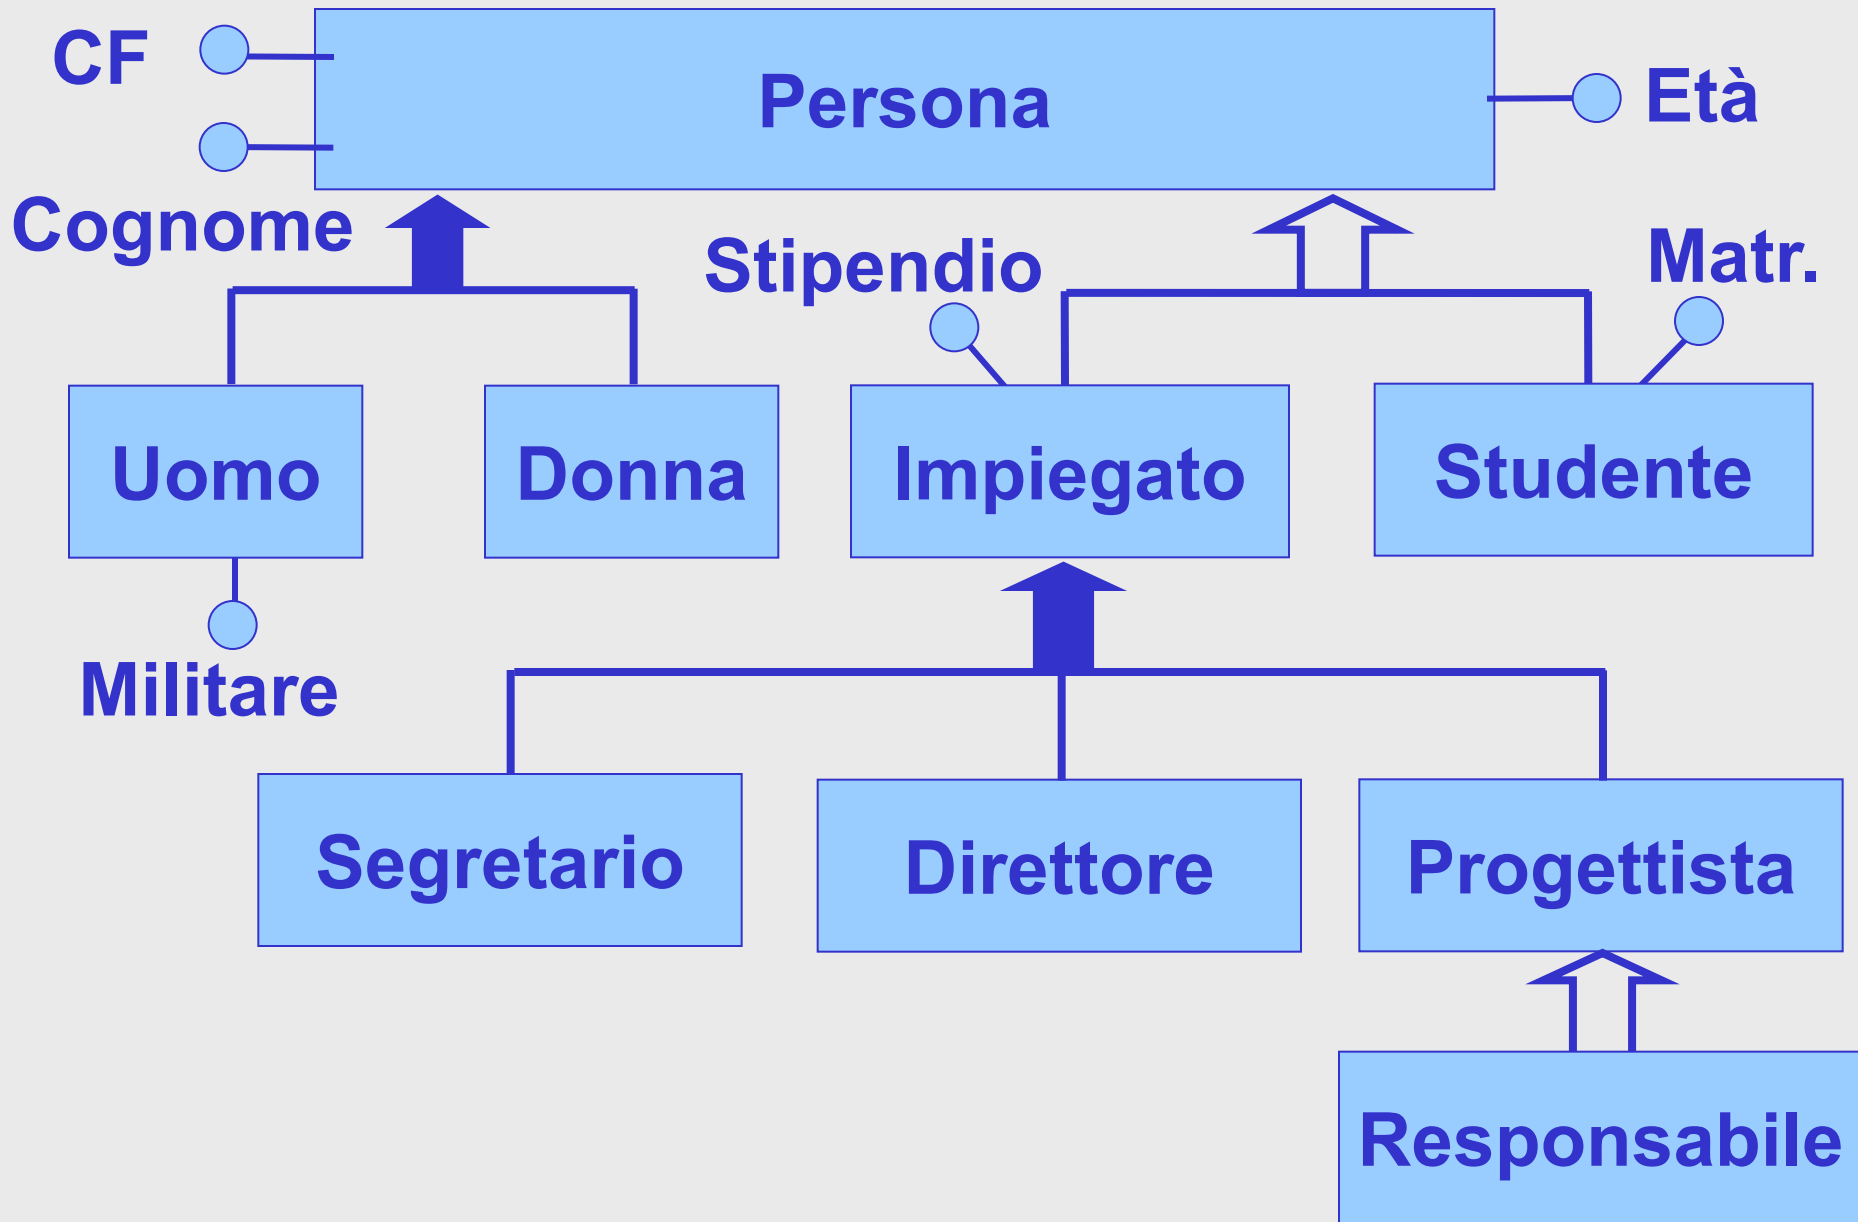 CF
Persona
Età
Cognome
Stipendio
Matr.
Uomo
Donna
Impiegato
Studente
Militare
Segretario
Direttore
Progettista
Responsabile